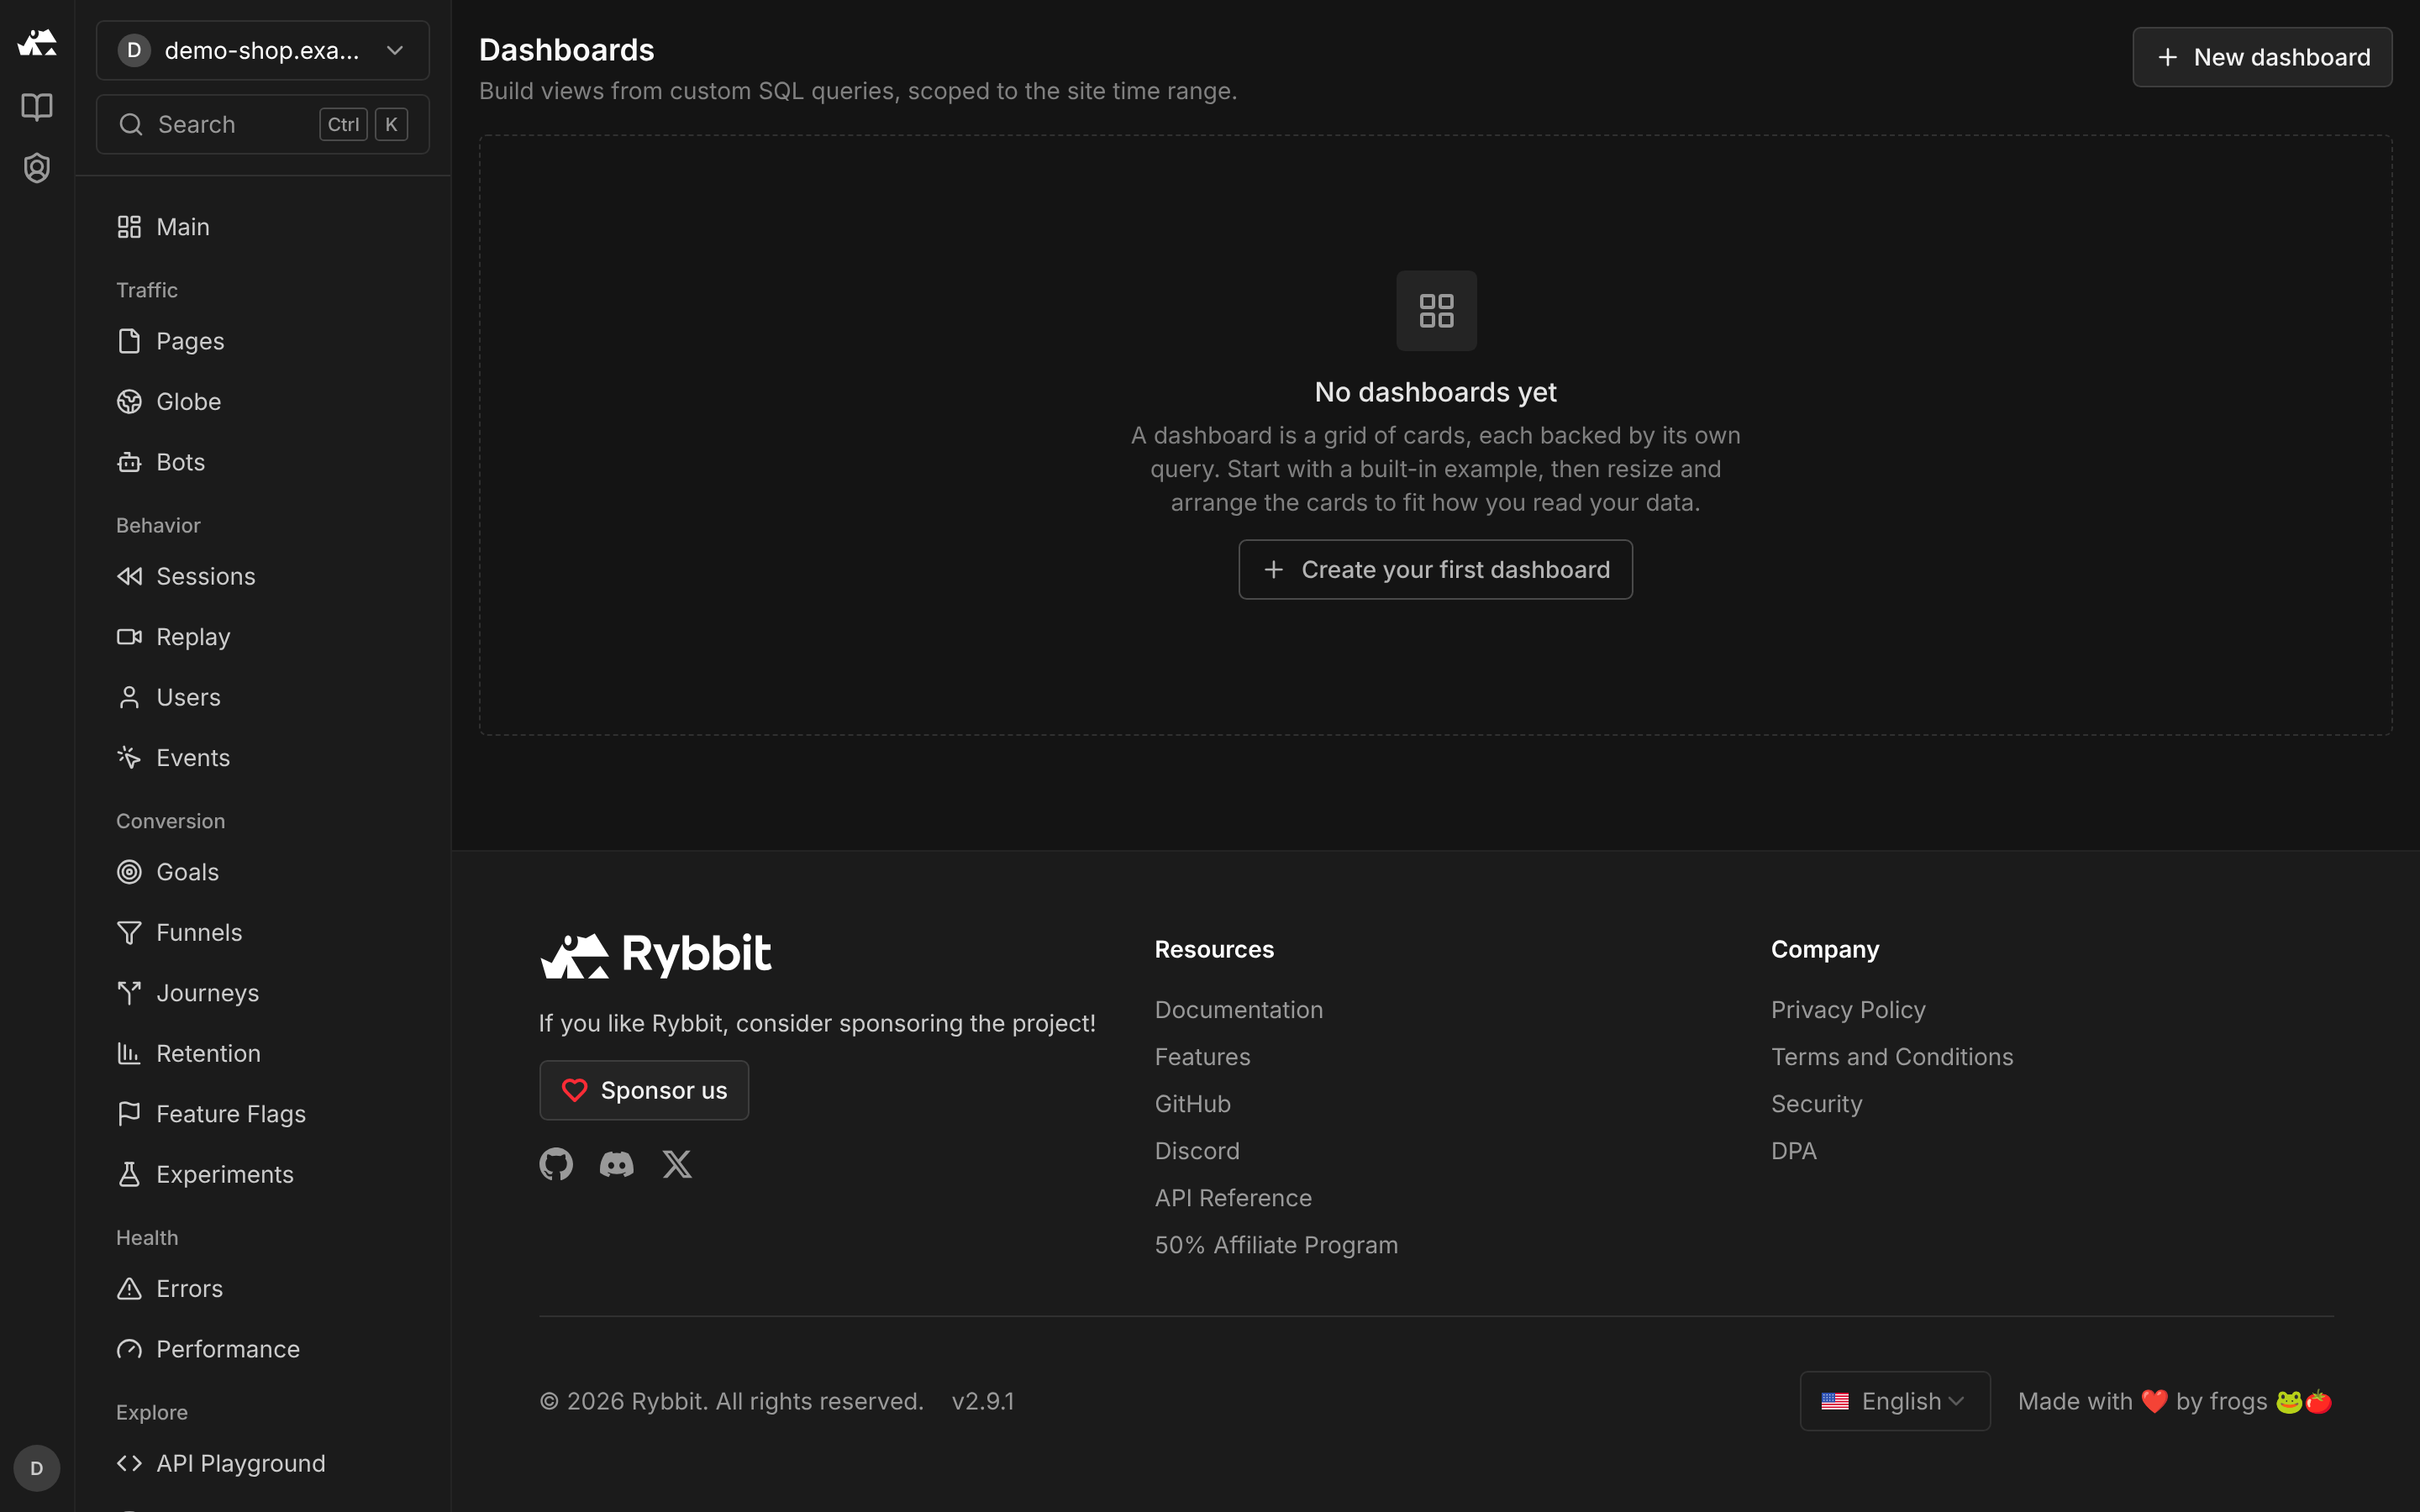 D demo-shop.exa...
Search Ctrl K
Main
Traffic
Pages
Globe
Bots
Behavior
Sessions
Replay
Users
Events
Conversion
Goals
Funnels
Journeys
Retention
Feature Flags
Experiments
Health
Errors
Performance
Explore
API Playground
D
Dashboards
Build views from custom SQL queries, scoped to the site time range.
New dashboard
No dashboards yet
A dashboard is a grid of cards, each backed by its own
query. Start with a built-in example, then resize and
arrange the cards to fit how you read your data.
Create your first dashboard
Rybbit
If you like Rybbit, consider sponsoring the project!
Sponsor us
Resources
Documentation
Features
GitHub
Discord
API Reference
50% Affiliate Program
Company
Privacy Policy
Terms and Conditions
Security
DPA
© 2026 Rybbit. All rights reserved. v2.9.1
English
Made with ❤️ by frogs 🐸🍅